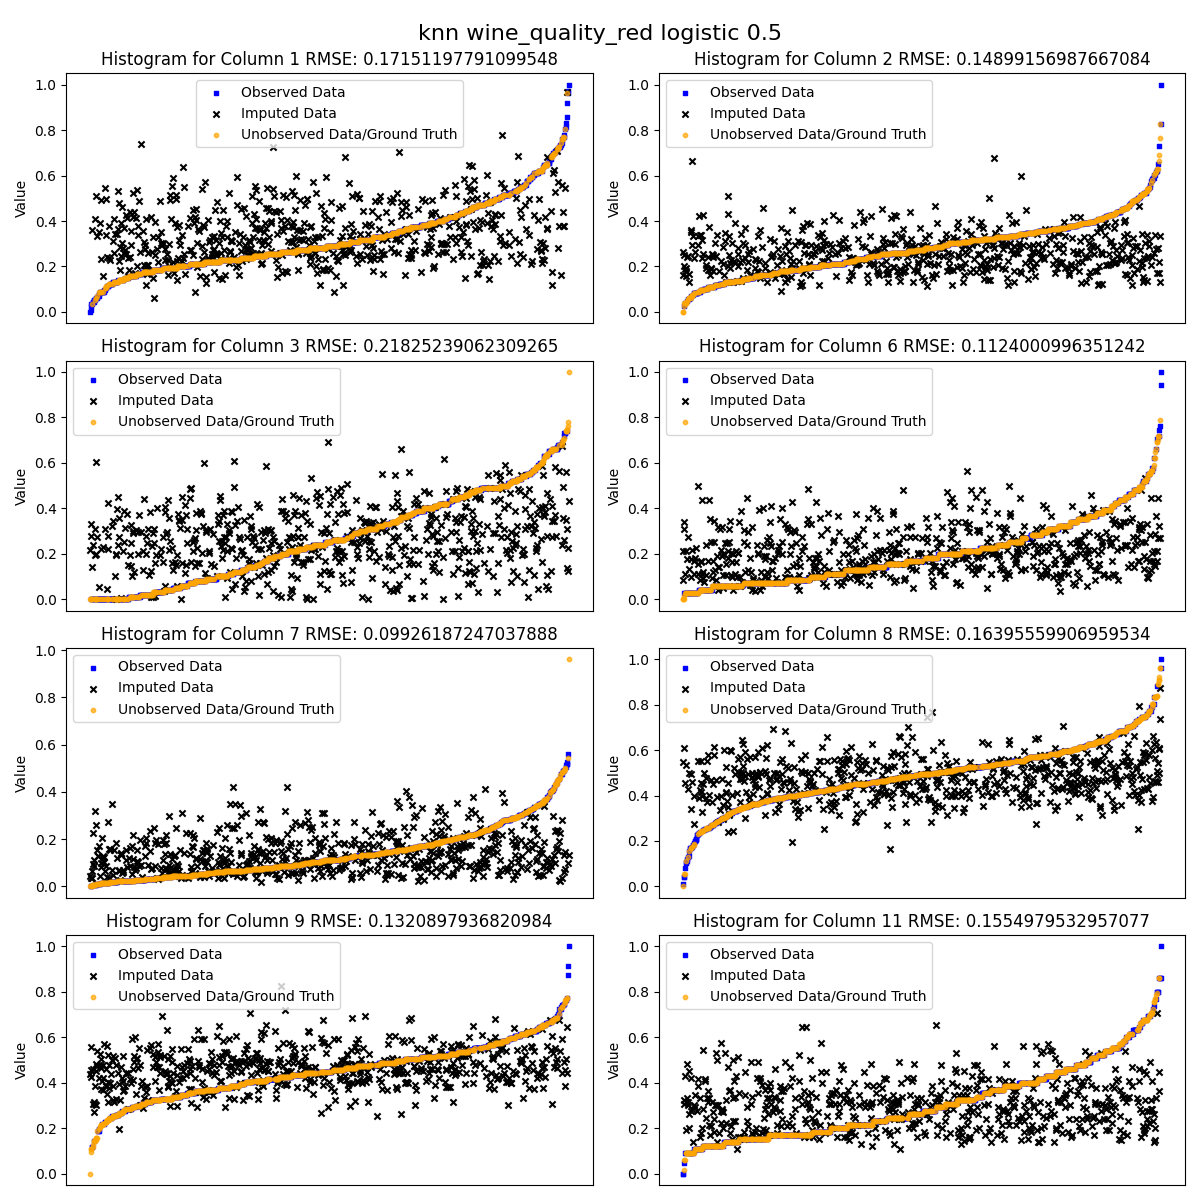 knn wine_quality_red logistic 0.5
Histogram for Column 1 RMSE: 0.17151197791099548
Value
1.0
0.8
0.6
0.4
0.2
0.0
Observed Data
Imputed Data
Unobserved Data/Ground Truth
Histogram for Column 2 RMSE: 0.14899156987667084
Value
1.0
0.8
0.6
0.4
0.2
0.0
Observed Data
Imputed Data
Unobserved Data/Ground Truth
Histogram for Column 3 RMSE: 0.21825239062309265
Value
1.0
0.8
0.6
0.4
0.2
0.0
Observed Data
Imputed Data
Unobserved Data/Ground Truth
Histogram for Column 6 RMSE: 0.1124000996351242
Value
1.0
0.8
0.6
0.4
0.2
0.0
Observed Data
Imputed Data
Unobserved Data/Ground Truth
Histogram for Column 7 RMSE: 0.09926187247037888
Value
1.0
0.8
0.6
0.4
0.2
0.0
Observed Data
Imputed Data
Unobserved Data/Ground Truth
Histogram for Column 8 RMSE: 0.16395559906959534
Value
1.0
0.8
0.6
0.4
0.2
0.0
Observed Data
Imputed Data
Unobserved Data/Ground Truth
Histogram for Column 9 RMSE: 0.1320897936820984
Value
1.0
0.8
0.6
0.4
0.2
0.0
Observed Data
Imputed Data
Unobserved Data/Ground Truth
Histogram for Column 11 RMSE: 0.1554979532957077
Value
1.0
0.8
0.6
0.4
0.2
0.0
Observed Data
Imputed Data
Unobserved Data/Ground Truth